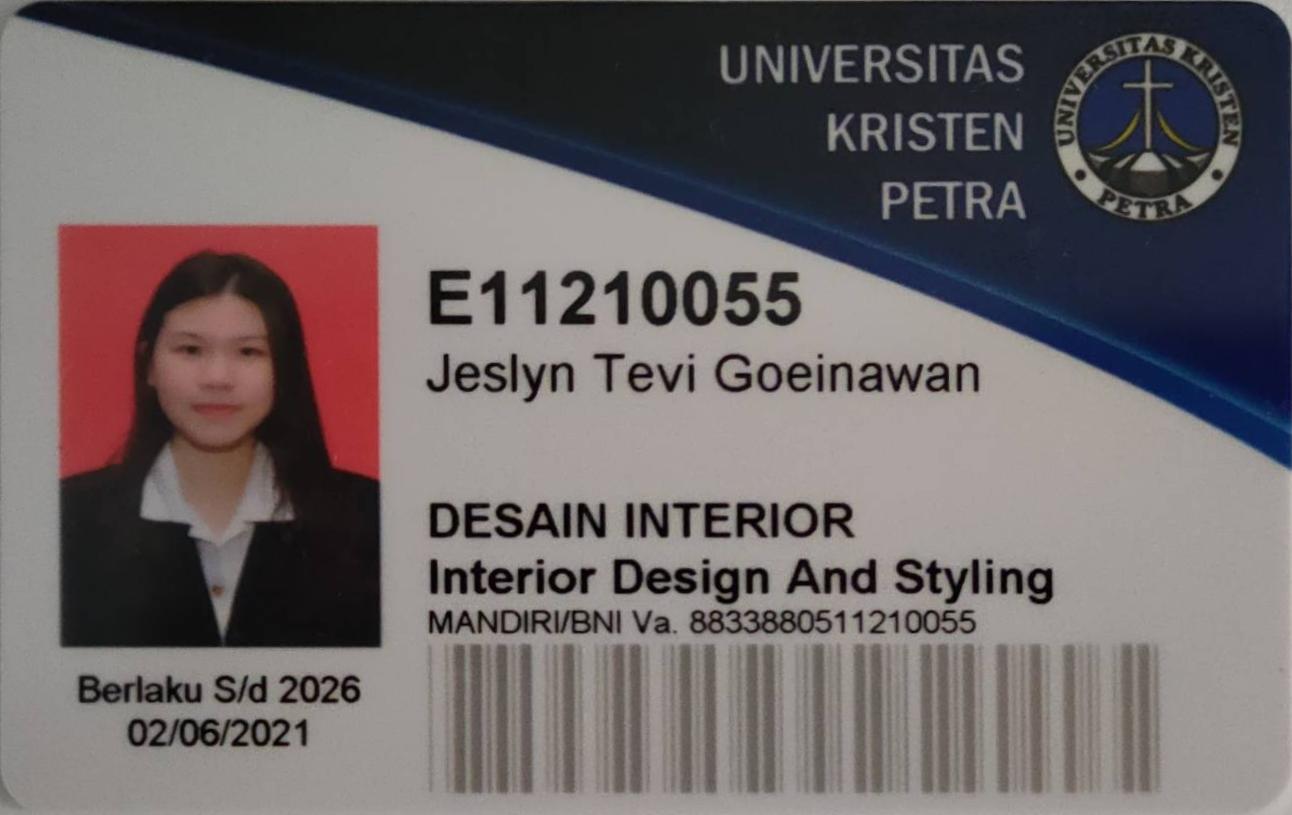 UNIVERSITAS
KRISTEN
PETRA
UNIVERSITAS KRISTEN
PETRA
E11210055
Jeslyn Tevi Goeinawan
DESAIN INTERIOR
Interior Design And Styling
MANDIRI/BNI Va. 8833880511210055
Berlaku S/d 2026
02/06/2021